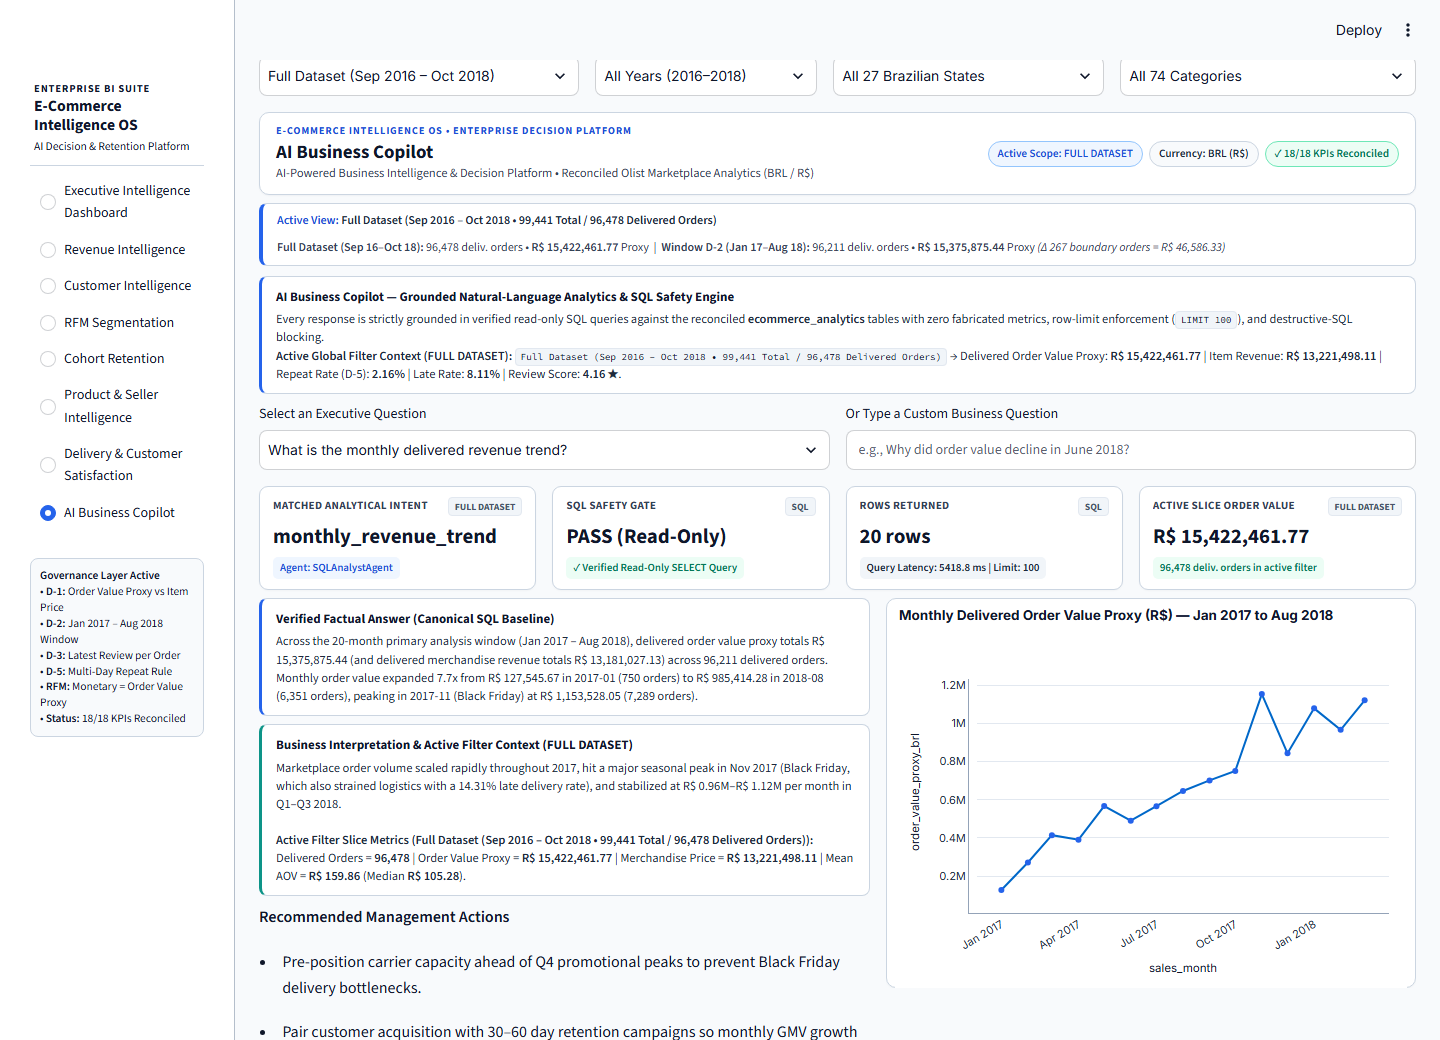 Deploy
ENTERPRISE BI SUITE
E-Commerce
Intelligence OS
AI Decision & Retention Platform
Executive Intelligence
Dashboard
Revenue Intelligence
Customer Intelligence
RFM Segmentation
Cohort Retention
Product & Seller
Intelligence
Delivery & Customer
Satisfaction
AI Business Copilot
Governance Layer Active
• D-1: Order Value Proxy vs Item
Price
• D-2: Jan 2017 – Aug 2018
Window
• D-3: Latest Review per Order
• D-5: Multi-Day Repeat Rule
• RFM: Monetary = Order Value
Proxy
• Status: 18/18 KPIs Reconciled
Full Dataset (Sep 2016 – Oct 2018)
All Years (2016–2018)
All 27 Brazilian States
All 74 Categories
E-COMMERCE INTELLIGENCE OS • ENTERPRISE DECISION PLATFORM
AI Business Copilot
AI-Powered Business Intelligence & Decision Platform • Reconciled Olist Marketplace Analytics (BRL / R$)
Active Scope: FULL DATASET
Currency: BRL (R$)
✓ 18/18 KPIs Reconciled
Active View: Full Dataset (Sep 2016 – Oct 2018 • 99,441 Total / 96,478 Delivered Orders)
Full Dataset (Sep 16–Oct 18): 96,478 deliv. orders • R$ 15,422,461.77 Proxy | Window D-2 (Jan 17–Aug 18): 96,211 deliv. orders • R$ 15,375,875.44 Proxy (Δ 267 boundary orders = R$ 46,586.33)
AI Business Copilot — Grounded Natural-Language Analytics & SQL Safety Engine
Every response is strictly grounded in verified read-only SQL queries against the reconciled ecommerce_analytics tables with zero fabricated metrics, row-limit enforcement ( LIMIT 100 ), and destructive-SQL
blocking.
Active Global Filter Context (FULL DATASET): Full Dataset (Sep 2016 – Oct 2018 • 99,441 Total / 96,478 Delivered Orders) → Delivered Order Value Proxy: R$ 15,422,461.77 | Item Revenue: R$ 13,221,498.11 |
Repeat Rate (D-5): 2.16% | Late Rate: 8.11% | Review Score: 4.16 ★.
Select an Executive Question
Or Type a Custom Business Question
What is the monthly delivered revenue trend?
e.g., Why did order value decline in June 2018?
MATCHED ANALYTICAL INTENT
FULL DATASET
monthly_revenue_trend
Agent: SQLAnalystAgent
SQL SAFETY GATE
SQL
PASS (Read-Only)
✓ Verified Read-Only SELECT Query
ROWS RETURNED
SQL
20 rows
Query Latency: 5418.8 ms | Limit: 100
ACTIVE SLICE ORDER VALUE
FULL DATASET
R$ 15,422,461.77
96,478 deliv. orders in active filter
Verified Factual Answer (Canonical SQL Baseline)
Across the 20-month primary analysis window (Jan 2017 – Aug 2018), delivered order value proxy totals R$
15,375,875.44 (and delivered merchandise revenue totals R$ 13,181,027.13) across 96,211 delivered orders.
Monthly order value expanded 7.7x from R$ 127,545.67 in 2017-01 (750 orders) to R$ 985,414.28 in 2018-08
(6,351 orders), peaking in 2017-11 (Black Friday) at R$ 1,153,528.05 (7,289 orders).
Business Interpretation & Active Filter Context (FULL DATASET)
Marketplace order volume scaled rapidly throughout 2017, hit a major seasonal peak in Nov 2017 (Black Friday,
which also strained logistics with a 14.31% late delivery rate), and stabilized at R$ 0.96M–R$ 1.12M per month in
Q1–Q3 2018.
Active Filter Slice Metrics (Full Dataset (Sep 2016 – Oct 2018 • 99,441 Total / 96,478 Delivered Orders)):
Delivered Orders = 96,478 | Order Value Proxy = R$ 15,422,461.77 | Merchandise Price = R$ 13,221,498.11 | Mean
AOV = R$ 159.86 (Median R$ 105.28).
Recommended Management Actions
• Pre-position carrier capacity ahead of Q4 promotional peaks to prevent Black Friday
delivery bottlenecks.
• Pair customer acquisition with 30–60 day retention campaigns so monthly GMV growth
Monthly Delivered Order Value Proxy (R$) — Jan 2017 to Aug 2018
order_value_proxy_brl
1.2M
1M
0.8M
0.6M
0.4M
0.2M
Jan 2017
Apr 2017
Jul 2017
Oct 2017
Jan 2018
sales_month